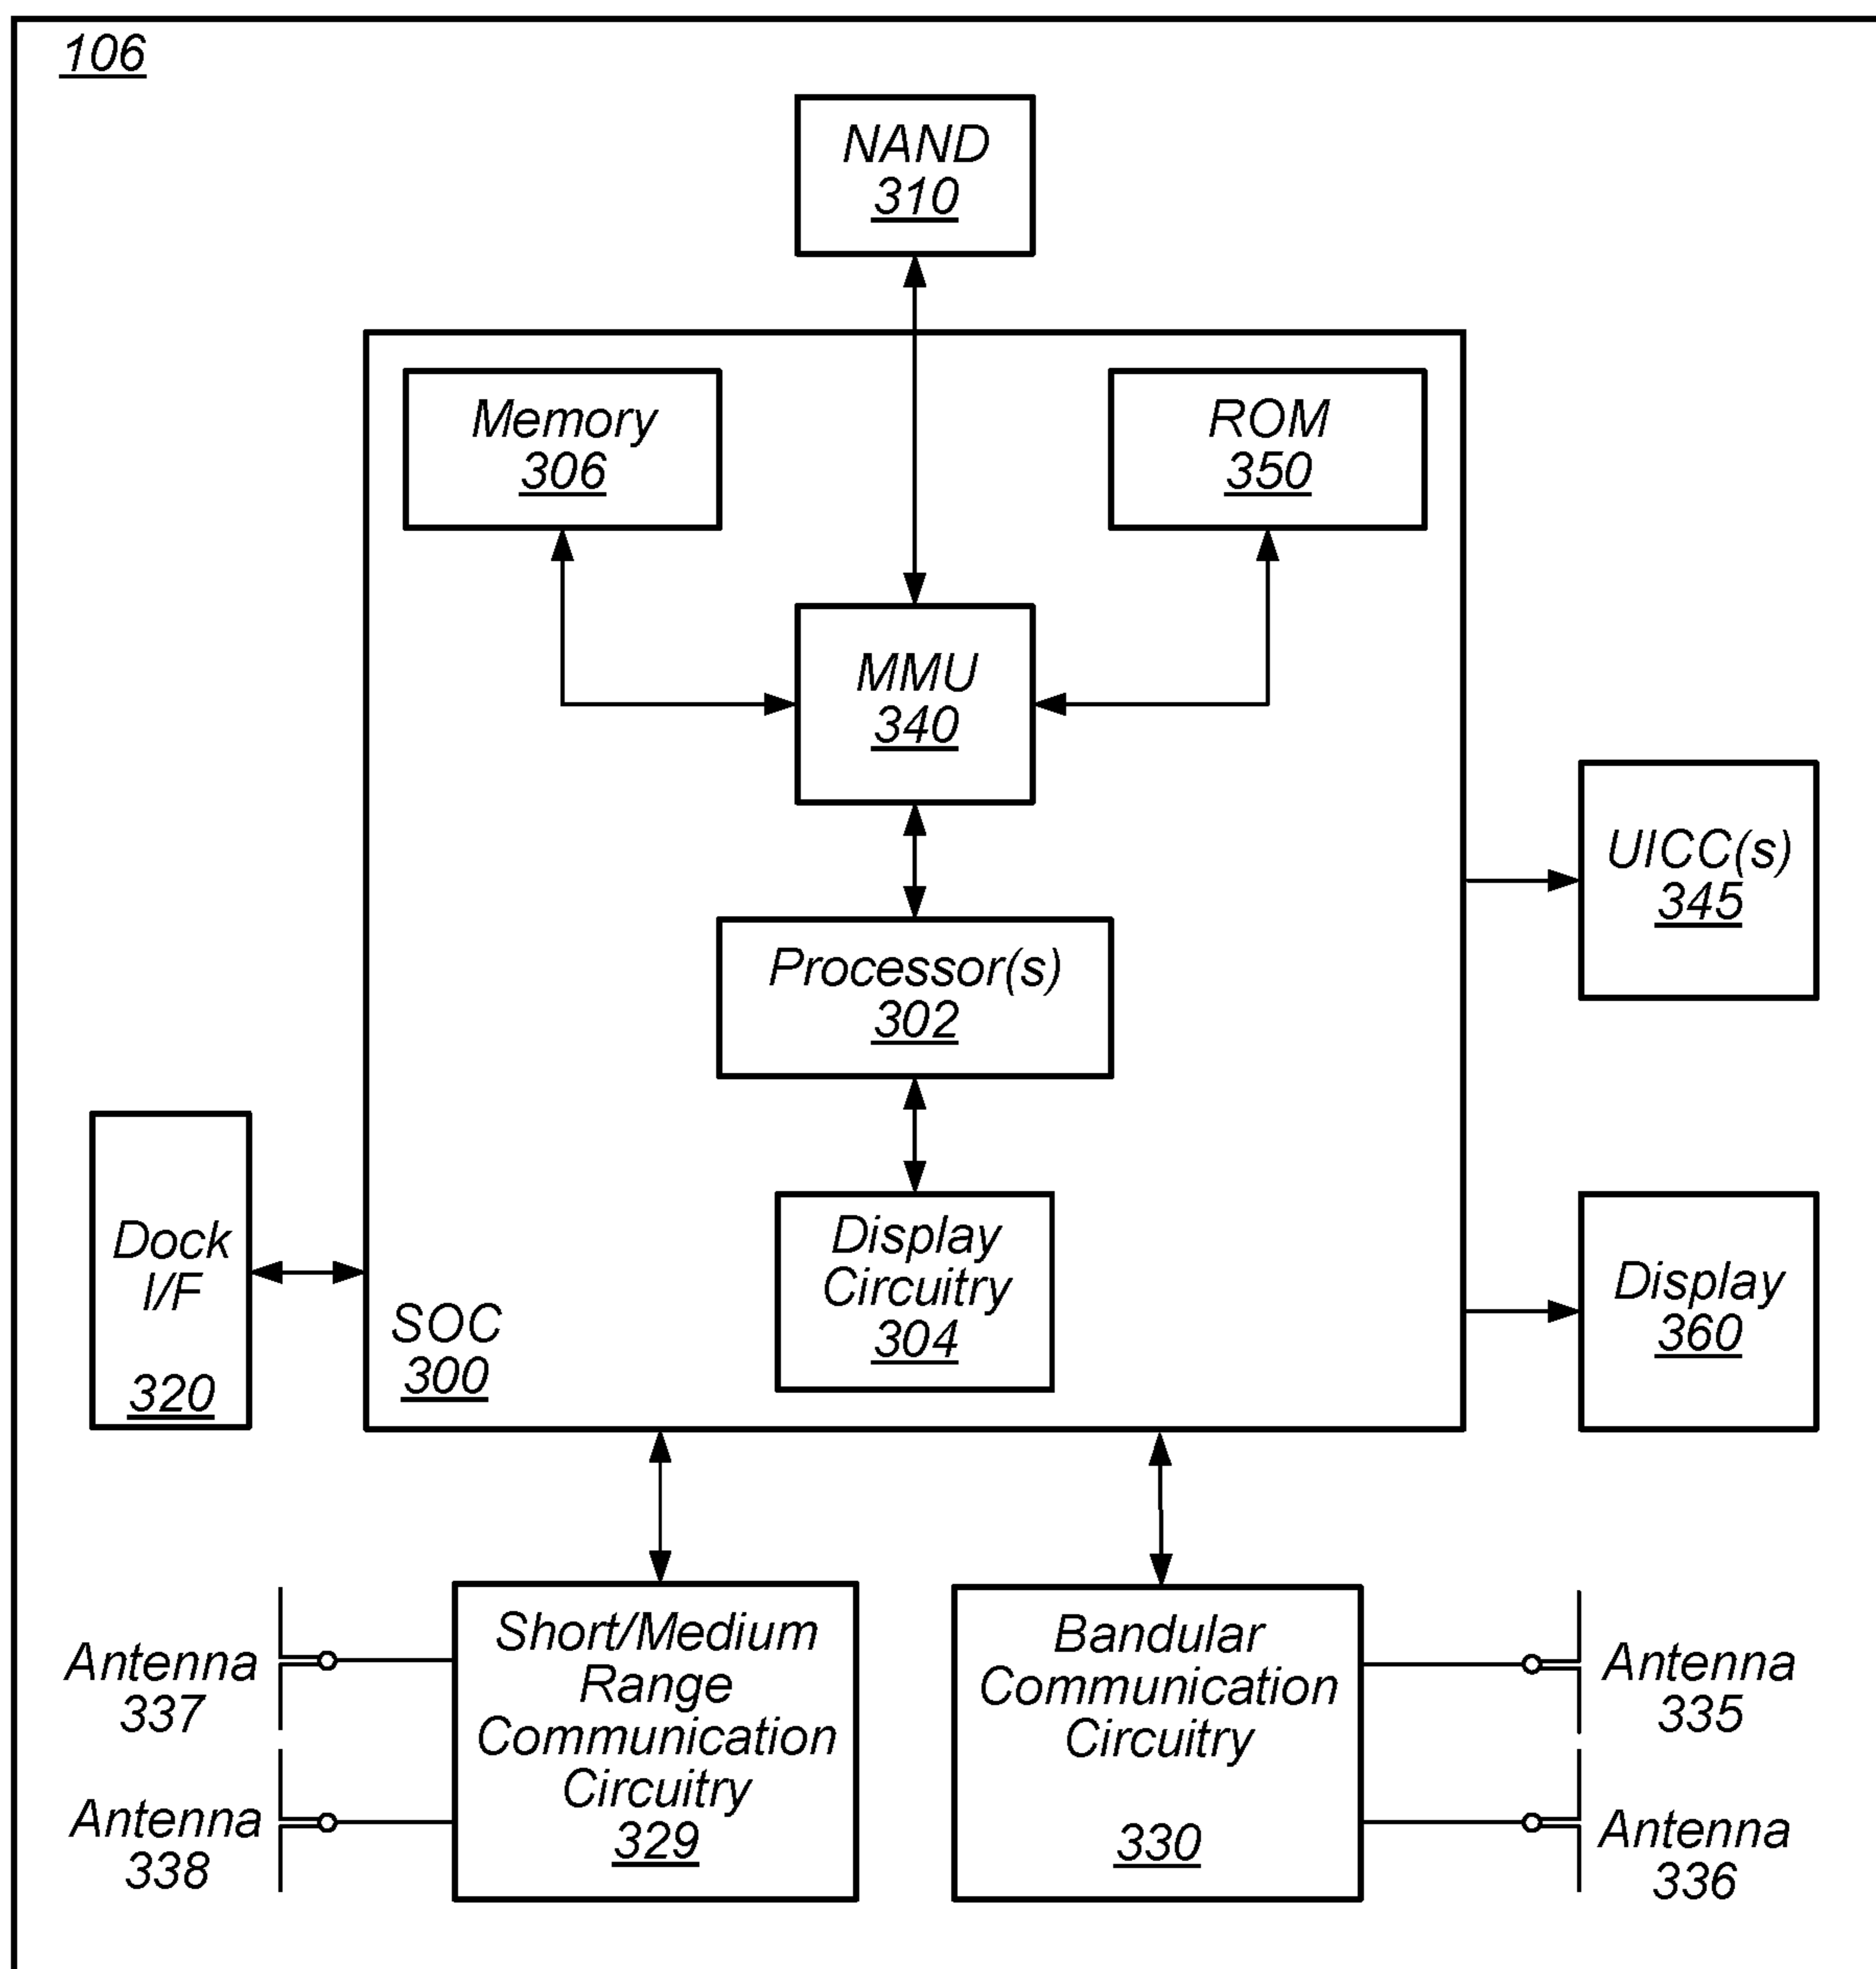 106
NAND
310
Memory
306
ROM
350
MMU
340
UICC(s)
345
Processor(s)
302
Dock
I/F
320
Display
Circuitry
304
SOC
300
Display
360
Short/Medium
Range
Communication
Circuitry
329
Bandular
Communication
Circuitry
330
Antenna
337
Antenna
338
Antenna
335
Antenna
336